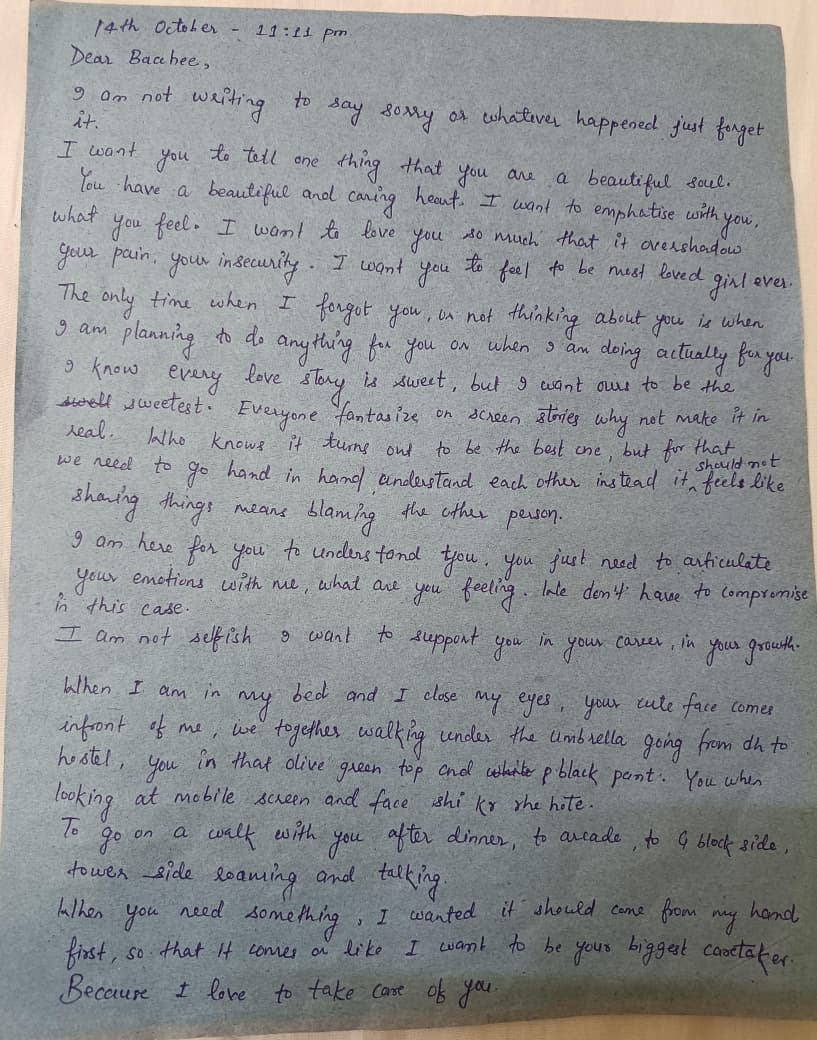 14th October - 11:11 pm
Dear Bacchee,
I am not writing to say sorry or whatever happened just forget
it.
I want you to tell one thing that you are a beautiful soul.
You have a beautiful and caring heart. I want to emphatise with you,
what you feel. I want to love you so much that it overshadow
your pain, your insecurity. I want you to feel to be most loved girl ever.
The only time when I forgot you, or not thinking about you is when
I am planning to do anything for you or when I am doing actually for you.
I know every love story is sweet, but I want ours to be the
swell sweetest. Everyone fantasize on screen stories why not make it in
real. Who knows it turns out to be the best one, but for that
we need to go hand in hand, understand each other instead it should not feels like
sharing things means blaming the other person.
I am here for you to understand you, you just need to articulate
your emotions with me, what are you feeling. We don't have to compromise
in this case.
I am not selfish I want to support you in your career, in your growth.
When I am in my bed and I close my eyes, your cute face comes
infront of me, we together walking under the umbrella going from dh to
hostel, you in that olive green top and white p black pant. You when
looking at mobile screen and face shi kr rhe hote.
To go on a walk with you after dinner, to arcade, to G block side,
tower side roaming and talking.
When you need something, I wanted it should come from my hand
first, so that It comes or like I want to be your biggest caretaker.
Because I love to take care of you.